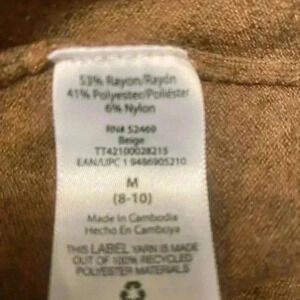 53% Rayon/Rayón
41% Polyester/Poliéster
6% Nylon
RN# 52469
Beige
TT42100028215
EAN/UPC 1 9486905210
M
(8-10)
Made In Cambodia
Hecho En Camboya
THIS LABEL YARN IS MADE
OUT OF 100% RECYCLED
POLYESTER MATERIALS